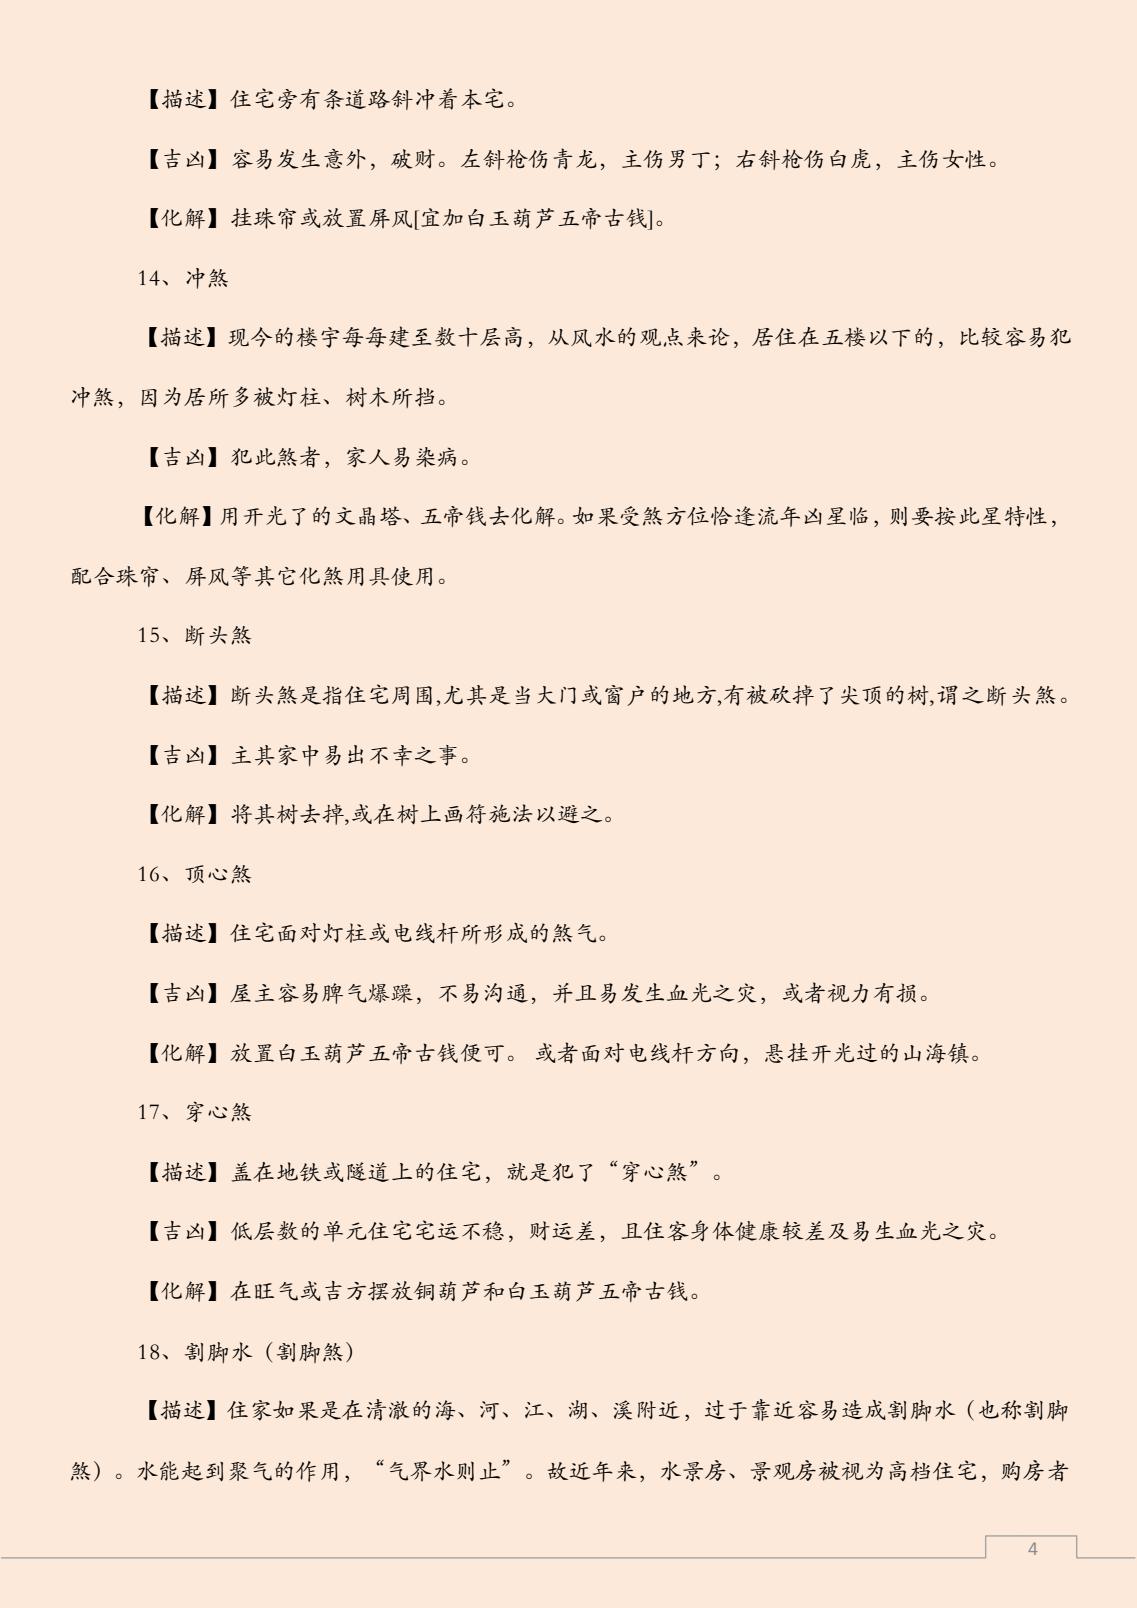 【描述】住宅旁有条道路斜冲着本宅。
【吉凶】容易发生意外，破财。左斜枪伤青龙，主伤男丁；右斜枪伤白虎，主伤女性。
【化解】挂珠帘或放置屏风[宜加白玉葫芦五帝古钱]。
14、冲煞
【描述】现今的楼宇每每建至数十层高，从风水的观点来论，居住在五楼以下的，比较容易犯
冲煞，因为居所多被灯柱、树木所挡。
【吉凶】犯此煞者，家人易染病。
【化解】用开光了的文晶塔、五帝钱去化解。如果受煞方位恰逢流年凶星临，则要按此星特性，
配合珠帘、屏风等其它化煞用具使用。
15、断头煞
【描述】断头煞是指住宅周围,尤其是当大门或窗户的地方,有被砍掉了尖顶的树,谓之断头煞。
【吉凶】主其家中易出不幸之事。
【化解】将其树去掉,或在树上画符施法以避之。
16、顶心煞
【描述】住宅面对灯柱或电线杆所形成的煞气。
【吉凶】屋主容易脾气爆躁，不易沟通，并且易发生血光之灾，或者视力有损。
【化解】放置白玉葫芦五帝古钱便可。 或者面对电线杆方向，悬挂开光过的山海镇。
17、穿心煞
【描述】盖在地铁或隧道上的住宅，就是犯了“穿心煞”。
【吉凶】低层数的单元住宅宅运不稳，财运差，且住客身体健康较差及易生血光之灾。
【化解】在旺气或吉方摆放铜葫芦和白玉葫芦五帝古钱。
18、割脚水（割脚煞）
【描述】住家如果是在清澈的海、河、江、湖、溪附近，过于靠近容易造成割脚水（也称割脚
煞）。水能起到聚气的作用，“气界水则止”。故近年来，水景房、景观房被视为高档住宅，购房者
4